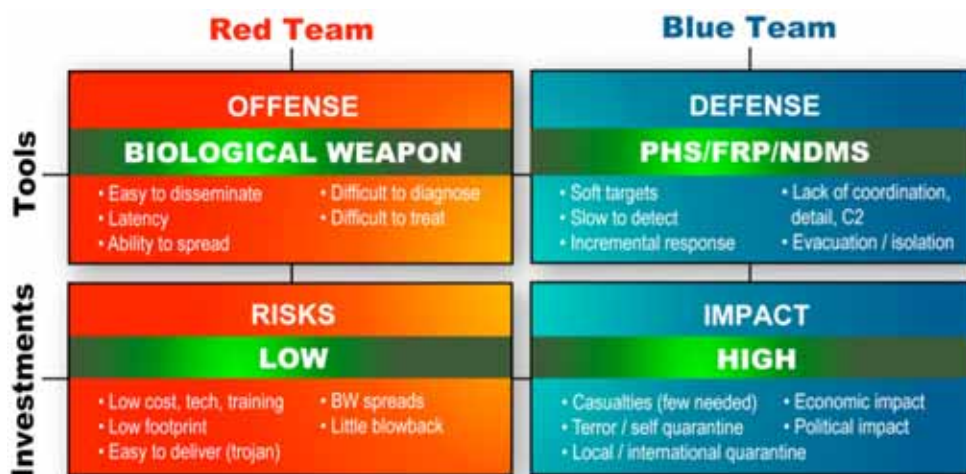 Red Team
Blue Team
Tools
OFFENSE
BIOLOGICAL WEAPON
• Easy to disseminate
• Latency
• Ability to spread
• Difficult to diagnose
• Difficult to treat
DEFENSE
PHS/FRP/NDMS
• Soft targets
• Slow to detect
• Incremental response
• Lack of coordination,
detail, C2
• Evacuation / isolation
Investments
RISKS
LOW
• Low cost, tech, training
• Low footprint
• Easy to deliver (trojan)
• BW spreads
• Little blowback
IMPACT
HIGH
• Casualties (few needed)
• Terror / self quarantine
• Local / international quarantine
• Economic impact
• Political impact